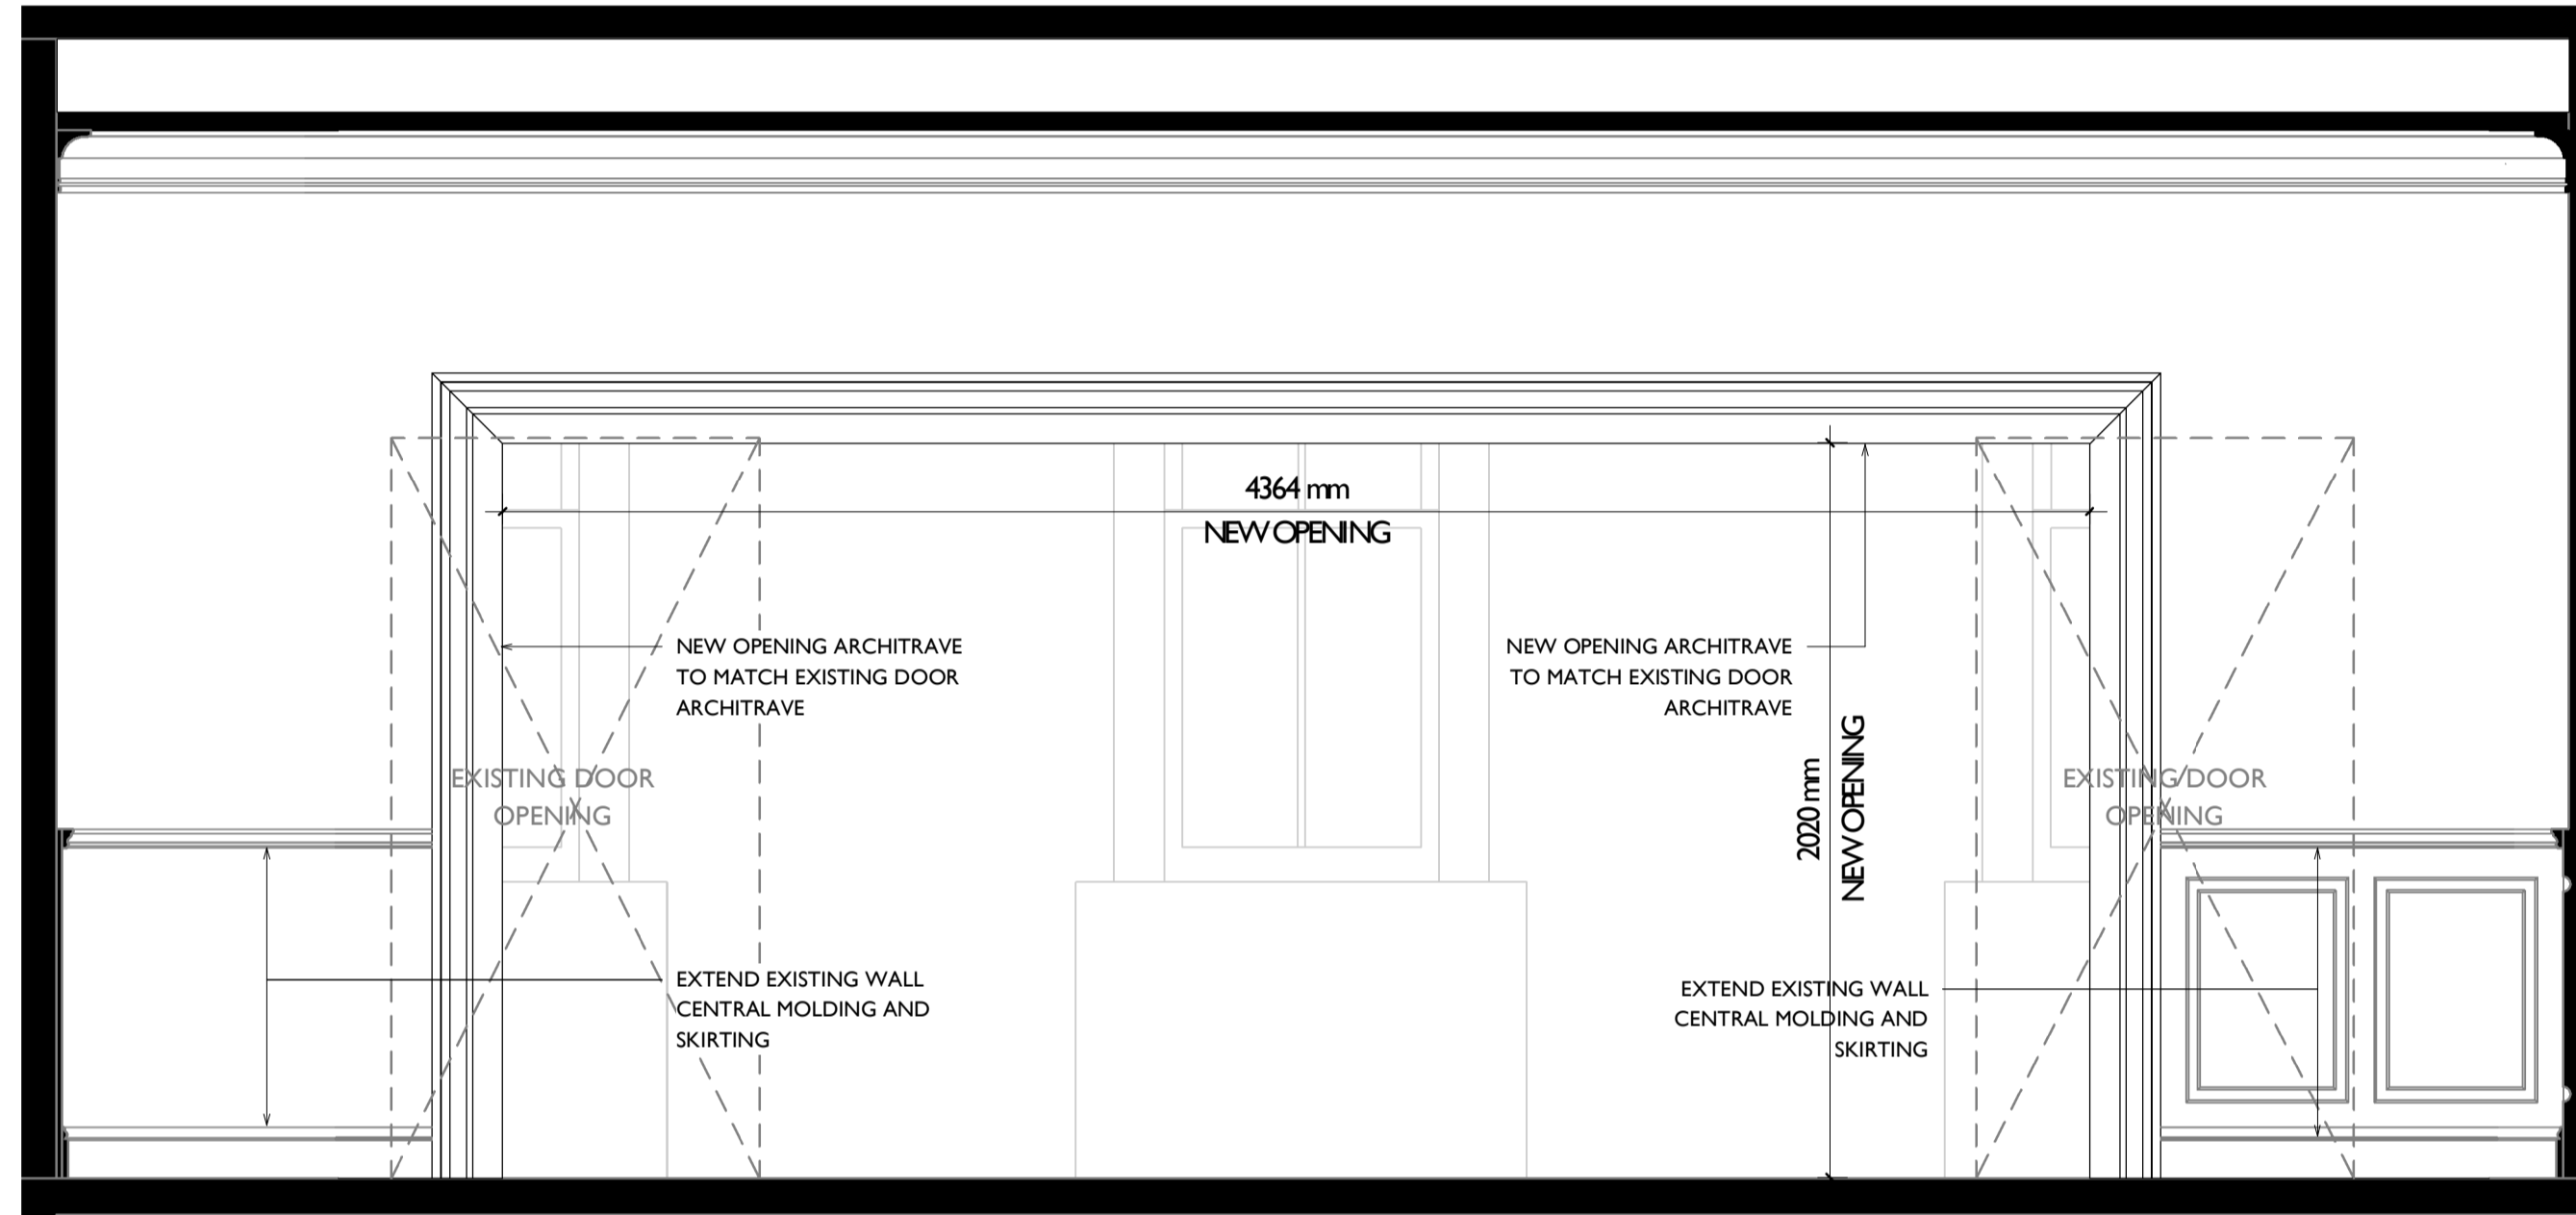 4364 mm
NEW OPENING
NEW OPENING ARCHITRAVE
TO MATCH EXISTING DOOR
ARCHITRAVE
NEW OPENING ARCHITRAVE
TO MATCH EXISTING DOOR
ARCHITRAVE
2020 mm
NEW OPENING
EXISTING DOOR
OPENING
EXISTING DOOR
OPENING
EXTEND EXISTING WALL
CENTRAL MOLDING AND
SKIRTING
EXTEND EXISTING WALL
CENTRAL MOLDING AND
SKIRTING